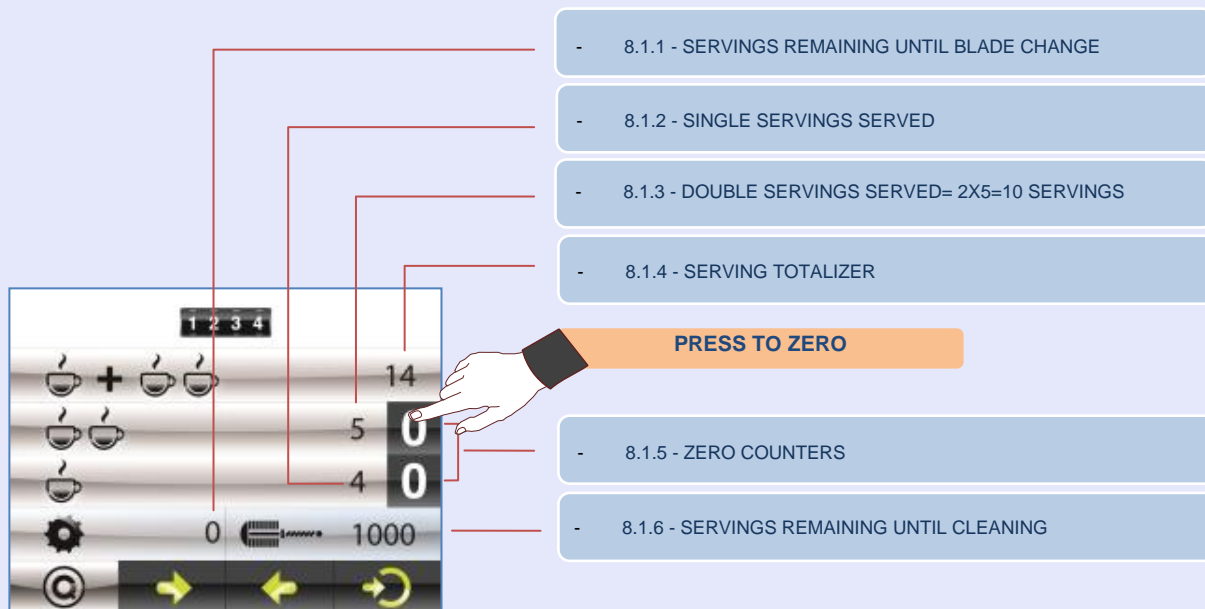 - 8.1.1 - SERVINGS REMAINING UNTIL BLADE CHANGE
- 8.1.2 - SINGLE SERVINGS SERVED
- 8.1.3 - DOUBLE SERVINGS SERVED= 2X5=10 SERVINGS
- 8.1.4 - SERVING TOTALIZER
1 2 3 4
PRESS TO ZERO
+ 14
5 0
- 8.1.5 - ZERO COUNTERS
4 0
0 1000
- 8.1.6 - SERVINGS REMAINING UNTIL CLEANING
Q